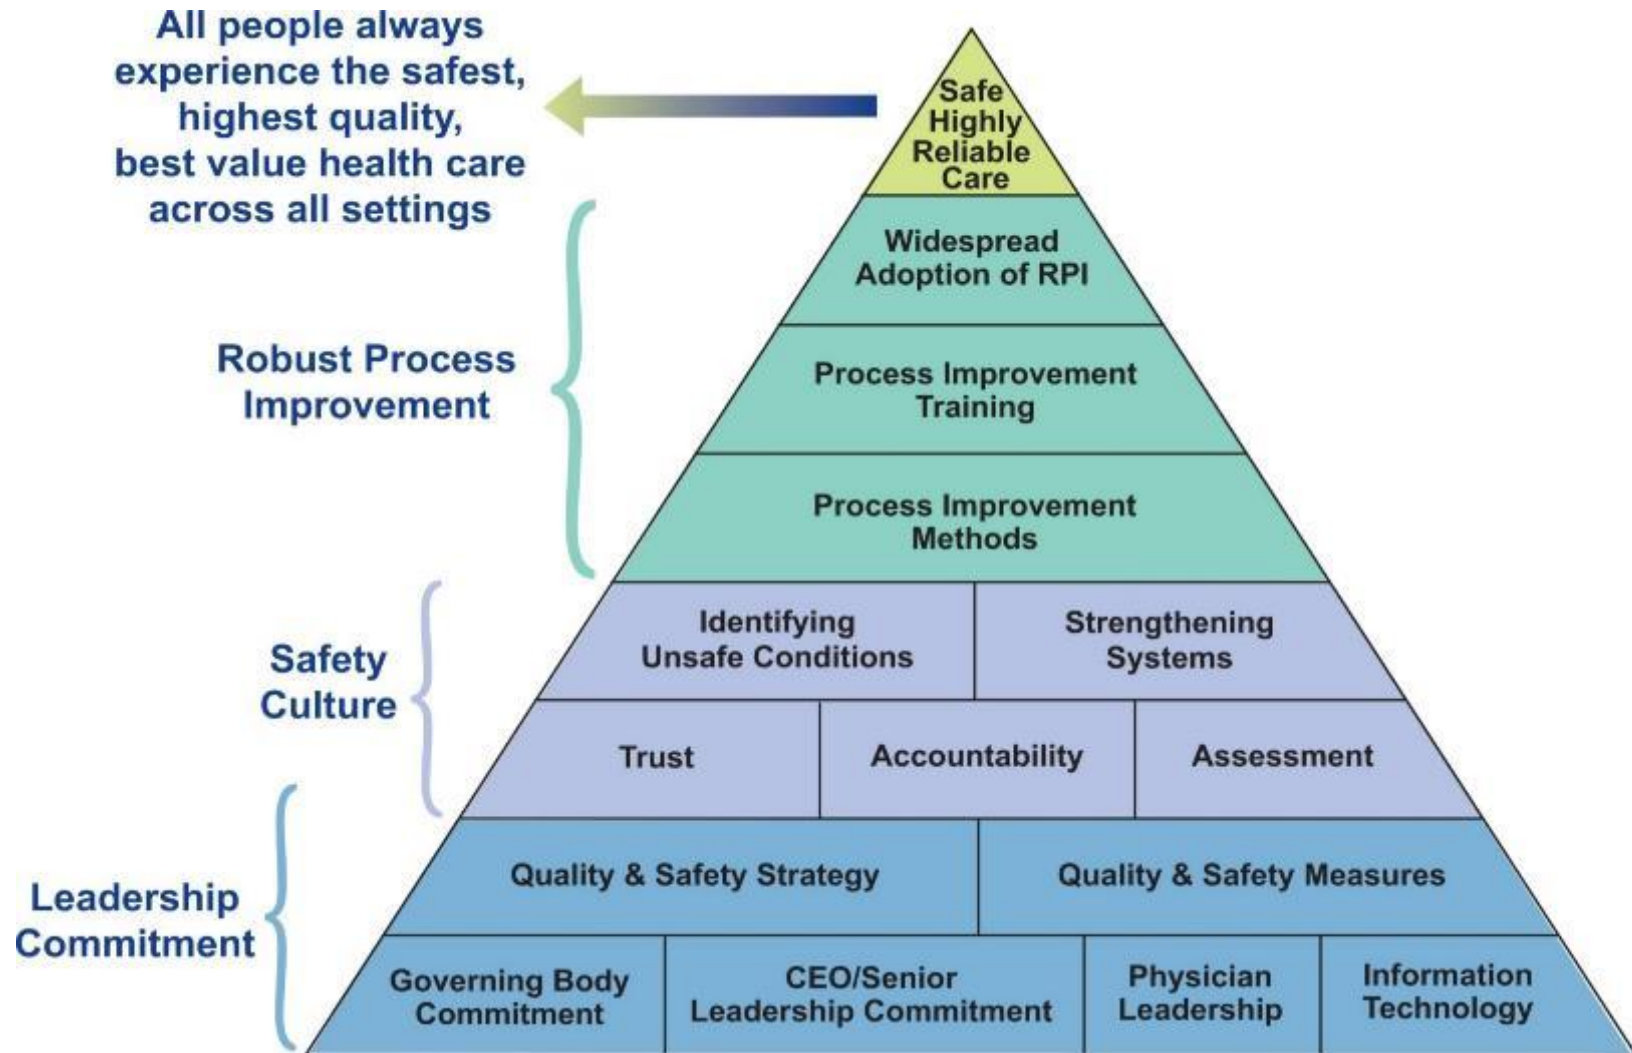 All people always
experience the safest,
highest quality,
best value health care
across all settings
Safe
Highly
Reliable
Care
Robust Process
Improvement
Widespread
Adoption of RPI
Process Improvement
Training
Process Improvement
Methods
Safety
Culture
Identifying
Unsafe Conditions
Strengthening
Systems
Trust
Accountability
Assessment
Leadership
Commitment
Quality & Safety Strategy
Quality & Safety Measures
Governing Body
Commitment
CEO/Senior
Leadership Commitment
Physician
Leadership
Information
Technology